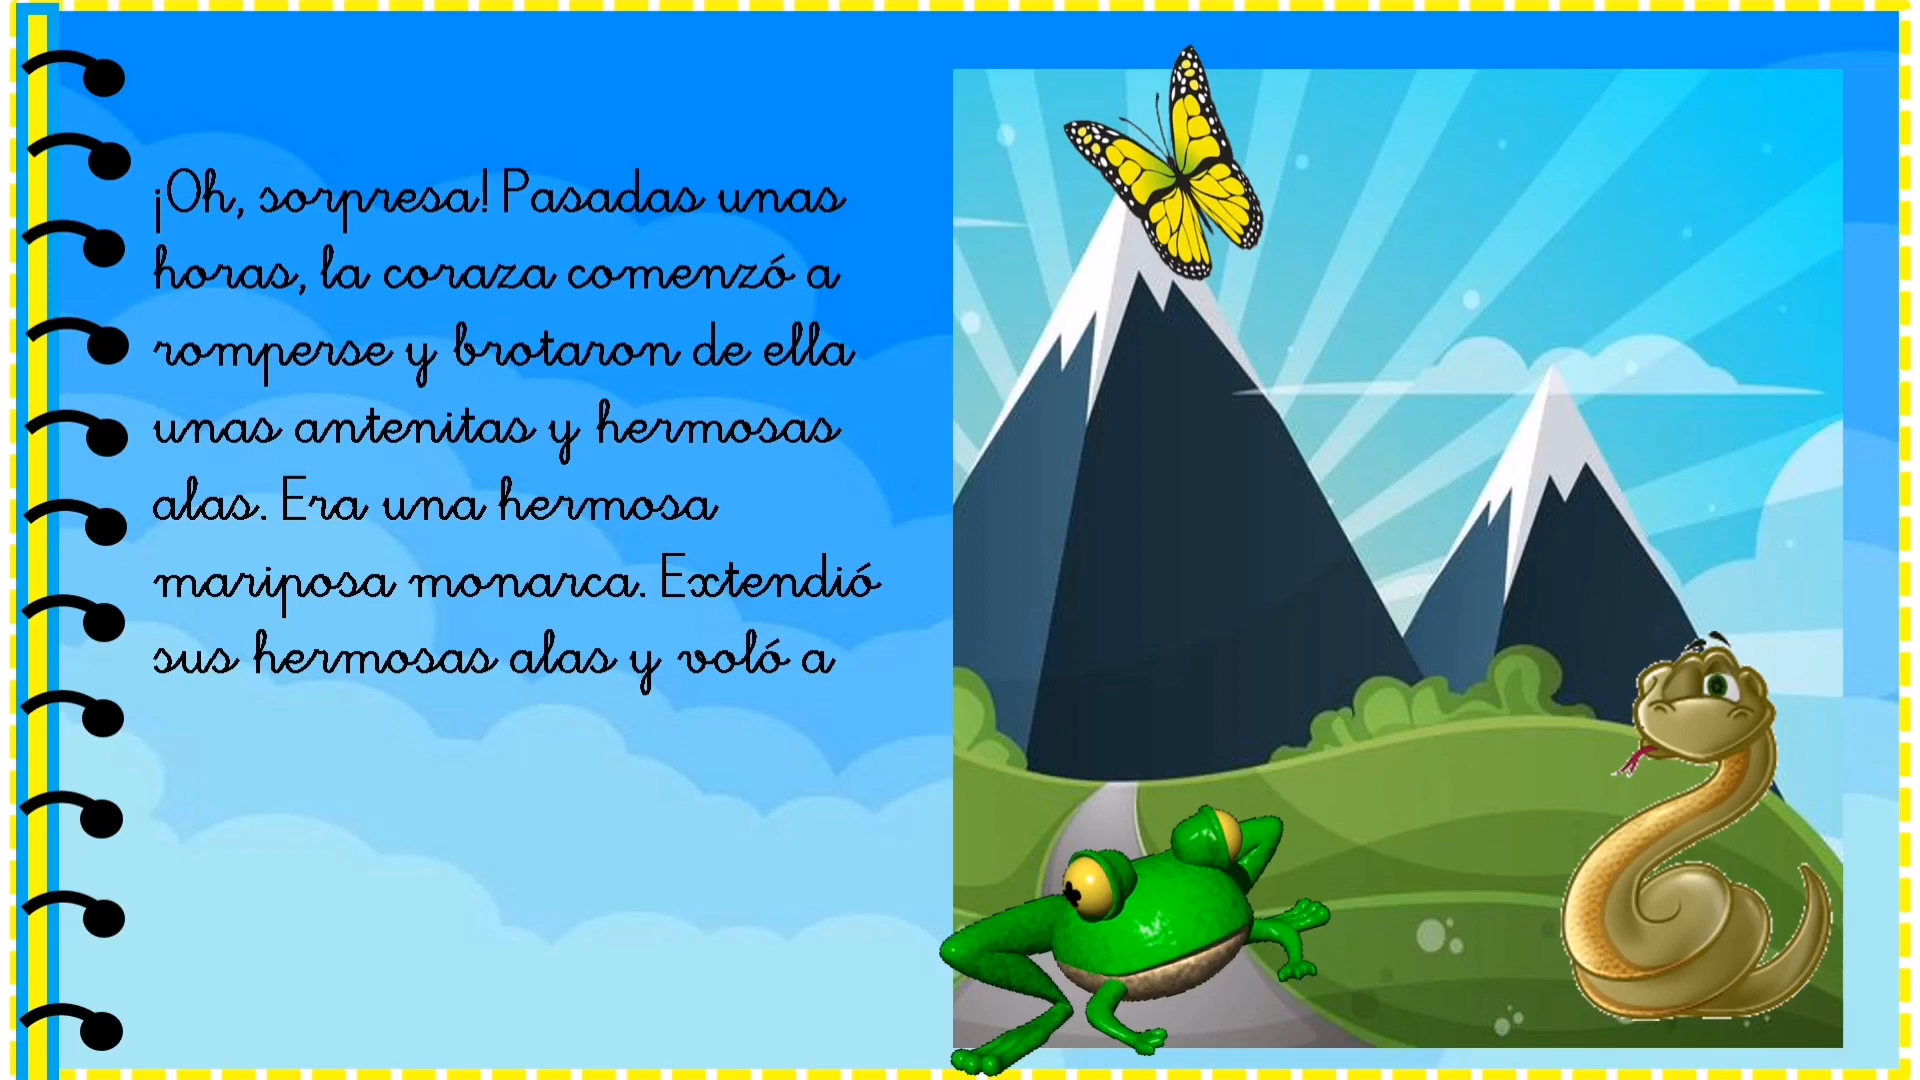 ¡Oh, sorpresa! Pasadas unas
horas, la coraza comenzó a
romperse y brotaron de ella
unas antenitas y hermosas
alas. Era una hermosa
mariposa monarca. Extendió
sus hermosas alas y voló a